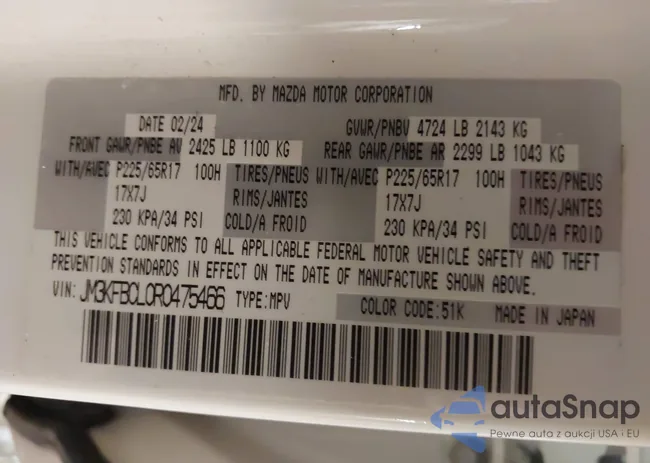 MFD. BY MAZDA MOTOR CORPORATION
DATE 02/24 GVWR/PNBV 4724 LB 2143 KG
FRONT GAWR/PNBE AV 2425 LB 1100 KG REAR GAWR/PNBE AR 2299 LB 1043 KG
WITH/AVEC P225/65R17 100H TIRES/PNEUS WITH/AVEC P225/65R17 100H TIRES/PNEUS
17X7J RIMS/JANTES 17X7J RIMS/JANTES
230 KPA/34 PSI COLD/A FROID 230 KPA/34 PSI COLD/A FROID
THIS VEHICLE CONFORMS TO ALL APPLICABLE FEDERAL MOTOR VEHICLE SAFETY AND THEFT
PREVENTION STANDARDS IN EFFECT ON THE DATE OF MANUFACTURE SHOWN ABOVE.
VIN: JM3KFBCL0R0475466 TYPE:MPV COLOR CODE:51K MADE IN JAPAN
autaSnap
Pewne auta z aukcji USA i EU